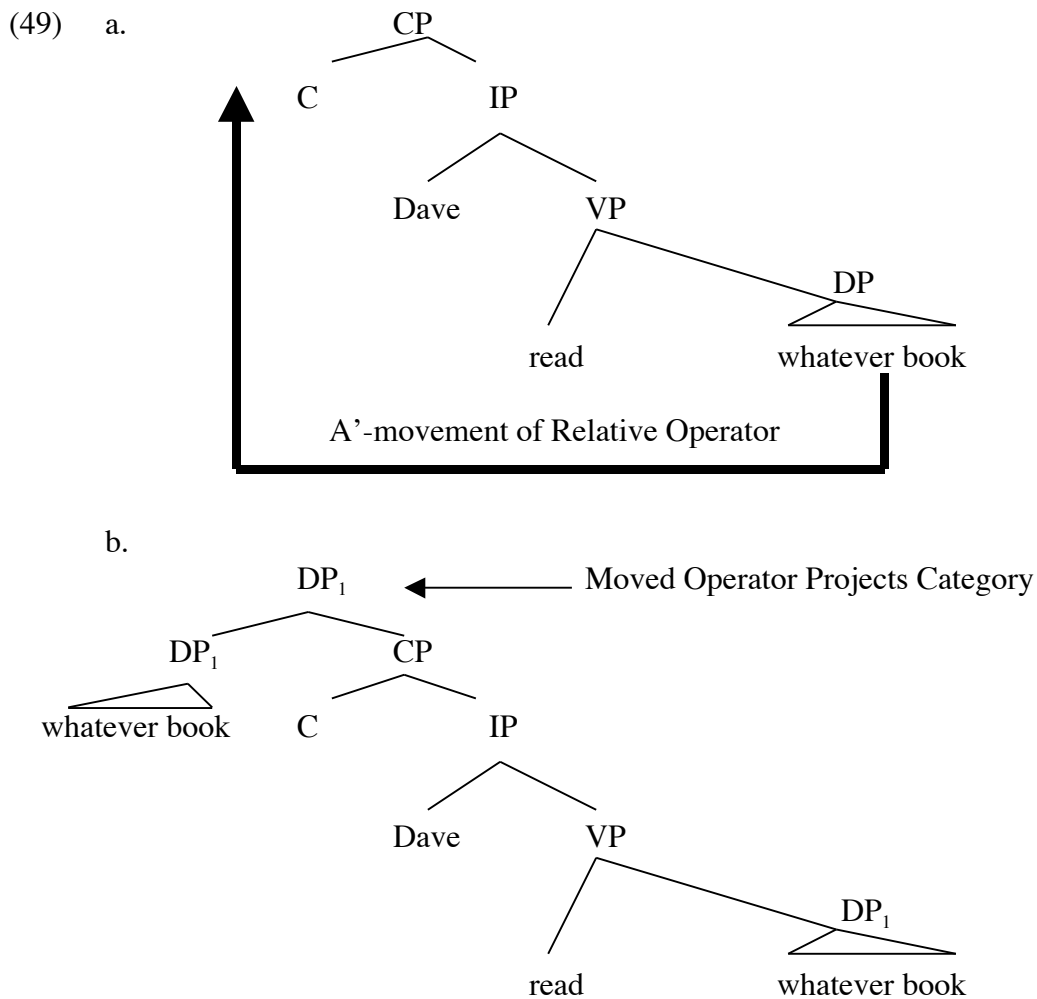 (49) a.
CP
C IP
Dave VP
DP
read whatever book
A’-movement of Relative Operator
b.
DP₁ Moved Operator Projects Category
DP₁ CP
whatever book C IP
Dave VP
DP₁
read whatever book